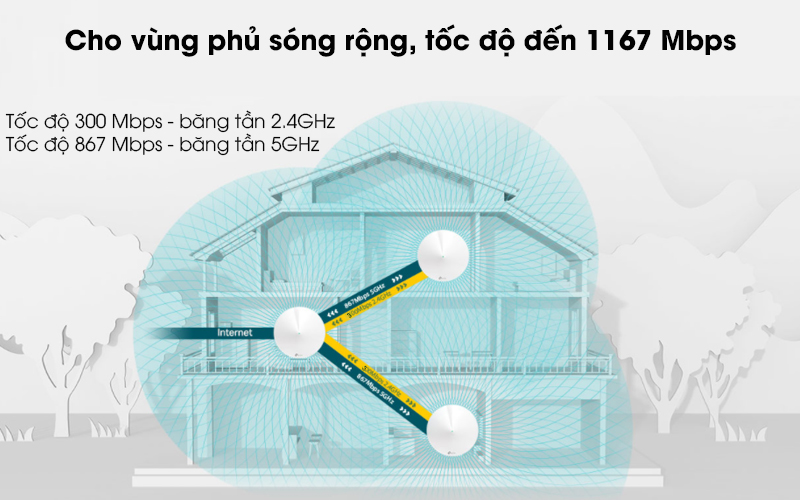 Cho vùng phủ sóng rộng, tốc độ đến 1167 Mbps
Tốc độ 300 Mbps - băng tần 2.4GHz
Tốc độ 867 Mbps - băng tần 5GHz
867Mbps 5GHz
300Mbps 2.4GHz
Internet
300Mbps 2.4GHz
867Mbps 5GHz